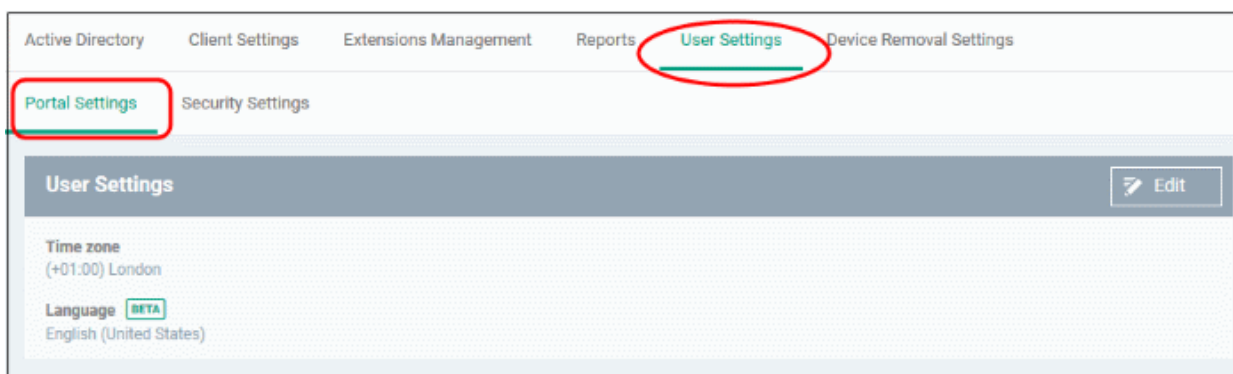 Active Directory Client Settings Extensions Management Reports User Settings Device Removal Settings
Portal Settings Security Settings
User Settings Edit
Time zone
(+01:00) London
Language BETA
English (United States)